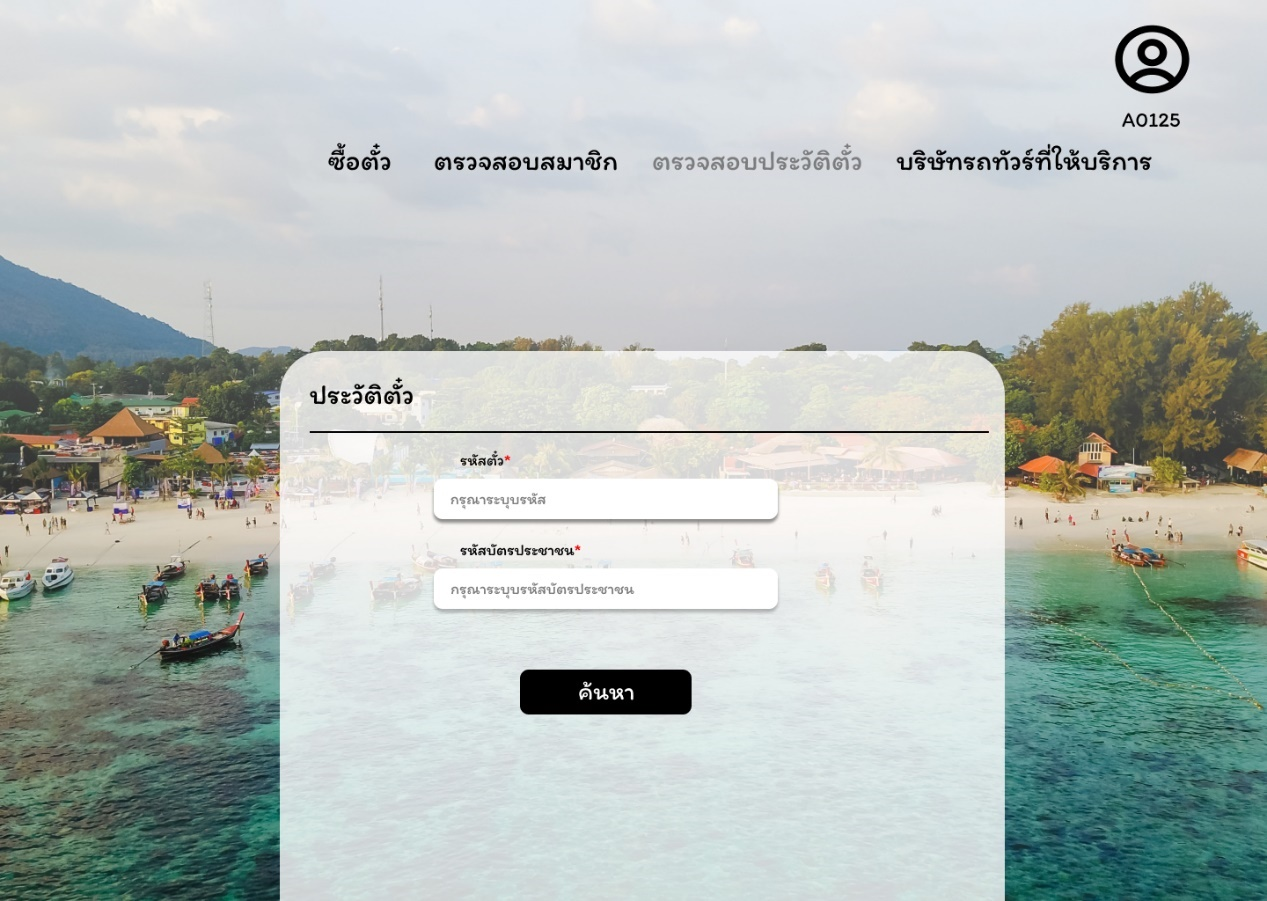 A0125
ซื้อตั๋ว ตรวจสอบสมาชิก ตรวจสอบประวัติตั๋ว บริษัทรถทัวร์ที่ให้บริการ
ประวัติตั๋ว
รหัสตั๋ว*
กรุณาระบุบรหัส
รหัสบัตรประชาชน*
กรุณาระบุบรหัสบัตรประชาชน
ค้นหา